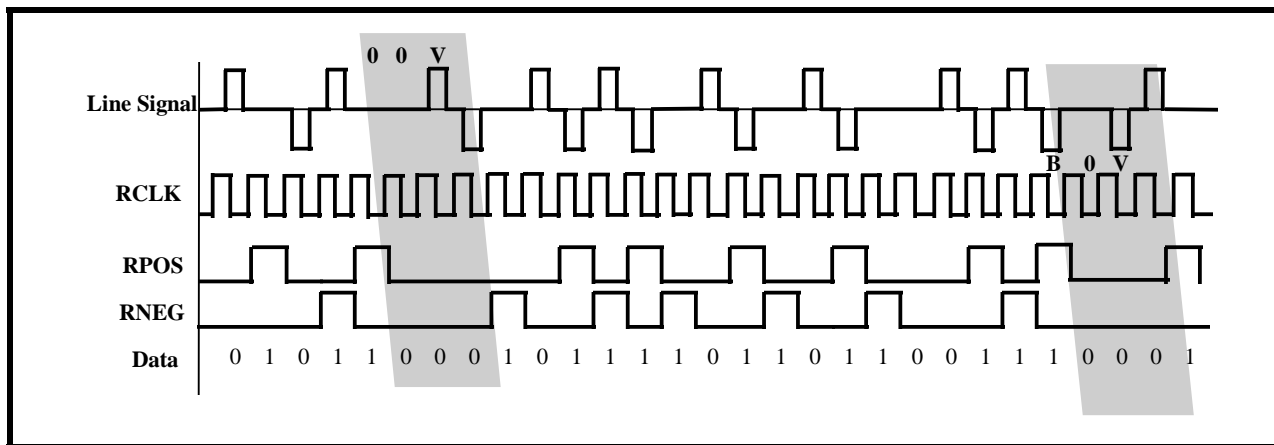 0 0 V
Line Signal
B 0 V
RCLK
RPOS
RNEG
Data 0 1 0 1 1 0 0 0 1 0 1 1 1 1 0 1 1 0 1 1 0 0 1 1 1 0 0 0 1